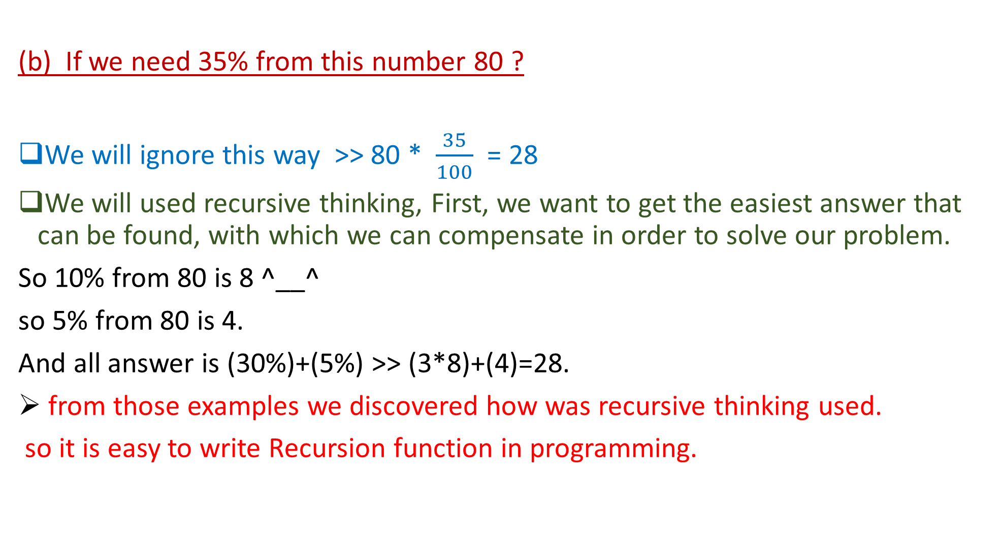 (b)  If we need 35% from this number 80 ?
❑We will ignore this way  >> 80 * 35/100 = 28
❑We will used recursive thinking, First, we want to get the easiest answer that
can be found, with which we can compensate in order to solve our problem.
So 10% from 80 is 8 ^__^
so 5% from 80 is 4.
And all answer is (30%)+(5%) >> (3*8)+(4)=28.
➢ from those examples we discovered how was recursive thinking used.
so it is easy to write Recursion function in programming.